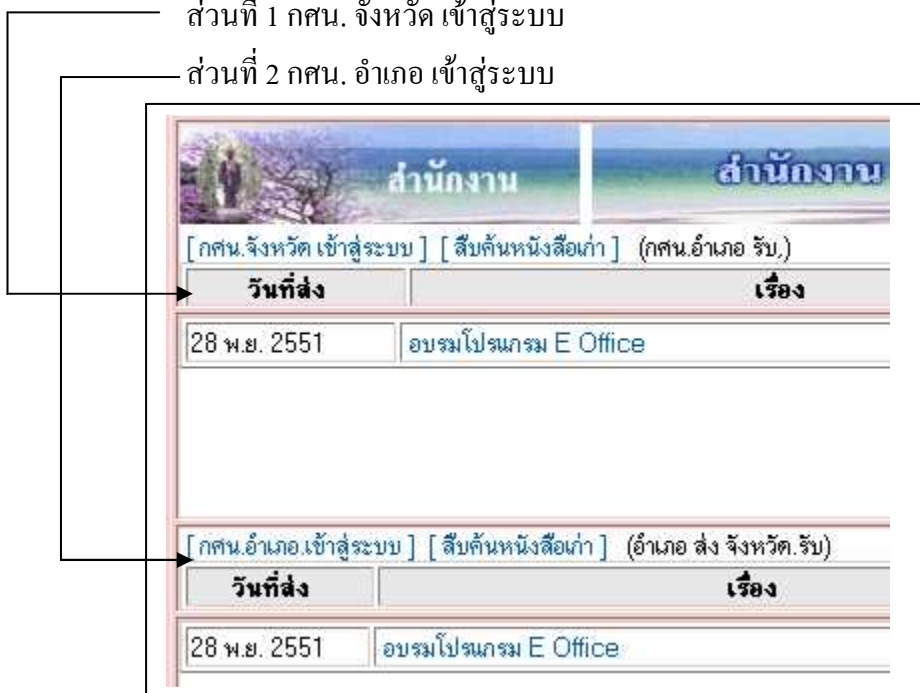 ส่วนที่ 1 กศน. จังหวัด เข้าสู่ระบบ
ส่วนที่ 2 กศน. อำเภอ เข้าสู่ระบบ
สำนักงาน สำนักงาน
[ กศน.จังหวัด เข้าสู่ระบบ ] [ สืบค้นหนังสือเก่า ] (กศน.อำเภอ รับ,)
วันที่ส่ง เรื่อง
28 พ.ย. 2551 อบรมโปรแกรม E Office
[ กศน.อำเภอ.เข้าสู่ระบบ ] [ สืบค้นหนังสือเก่า ] (อำเภอ ส่ง จังหวัด.รับ)
วันที่ส่ง เรื่อง
28 พ.ย. 2551 อบรมโปรแกรม E Office